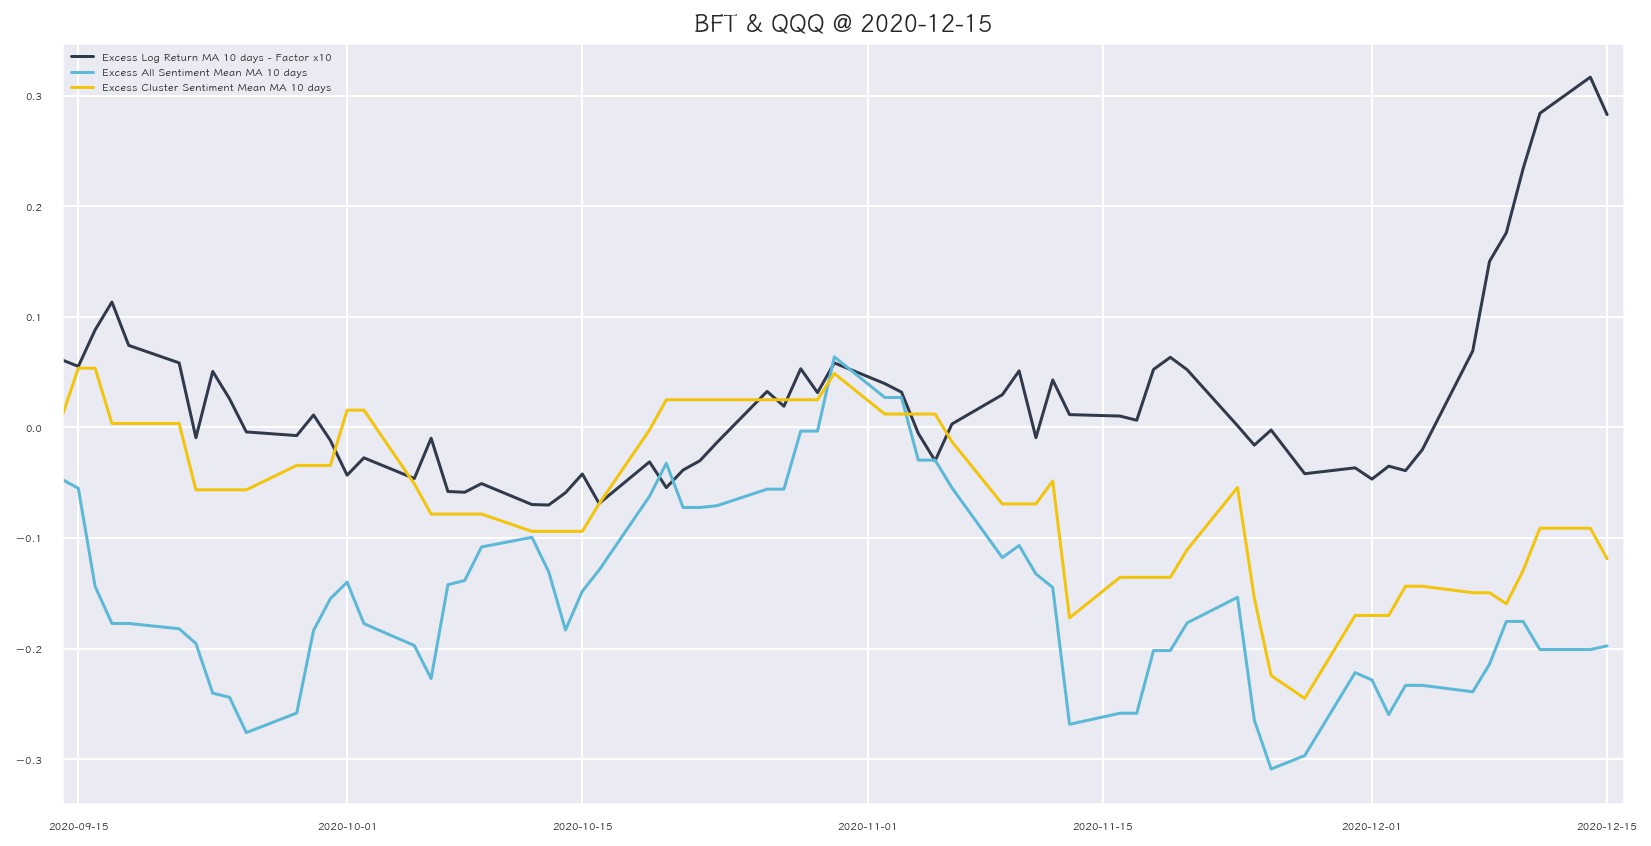 BFT & QQQ @ 2020-12-15
Excess Log Return MA 10 days - Factor x10
Excess All Sentiment Mean MA 10 days
Excess Cluster Sentiment Mean MA 10 days
0.3
0.2
0.1
0.0
−0.1
−0.2
−0.3
2020-09-15 2020-10-01 2020-10-15 2020-11-01 2020-11-15 2020-12-01 2020-12-15